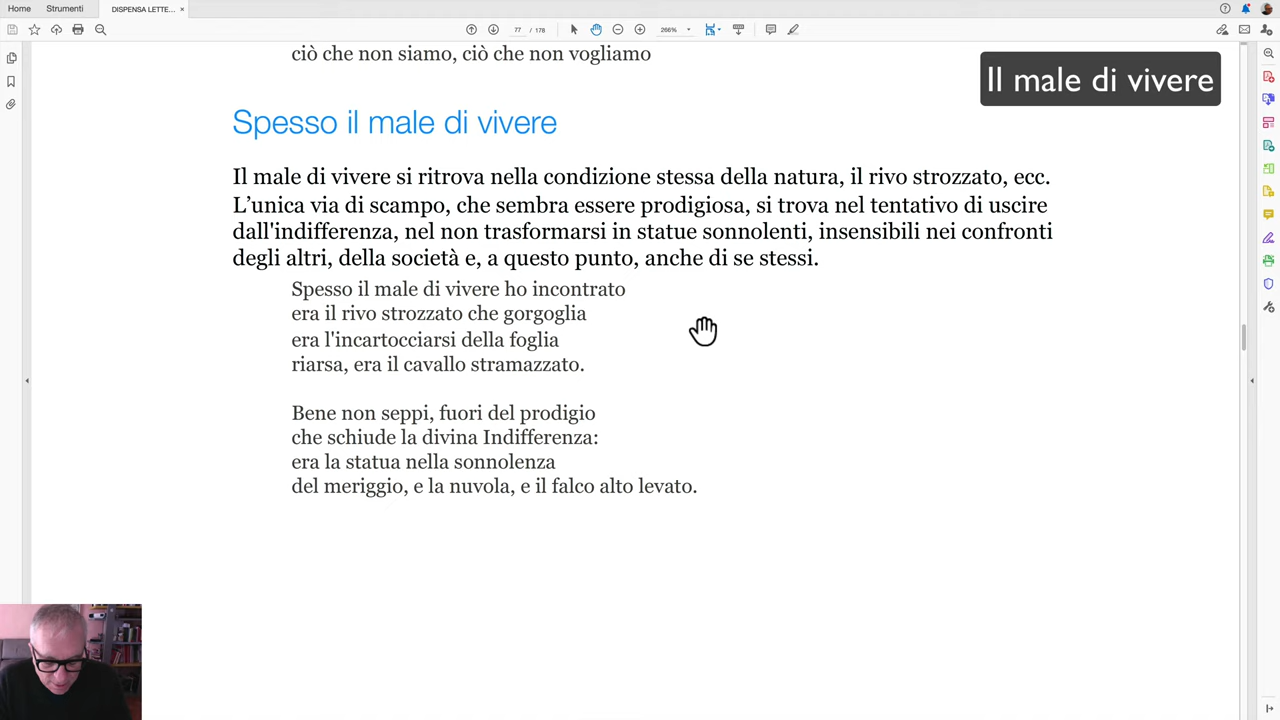 Home
Strumenti
DISPENSA LETTE...
77 / 178
266%
ciò che non siamo, ciò che non vogliamo
Il male di vivere
Spesso il male di vivere
Il male di vivere si ritrova nella condizione stessa della natura, il rivo strozzato, ecc.
L’unica via di scampo, che sembra essere prodigiosa, si trova nel tentativo di uscire
dall'indifferenza, nel non trasformarsi in statue sonnolenti, insensibili nei confronti
degli altri, della società e, a questo punto, anche di se stessi.
Spesso il male di vivere ho incontrato
era il rivo strozzato che gorgoglia
era l'incartocciarsi della foglia
riarsa, era il cavallo stramazzato.
Bene non seppi, fuori del prodigio
che schiude la divina Indifferenza:
era la statua nella sonnolenza
del meriggio, e la nuvola, e il falco alto levato.